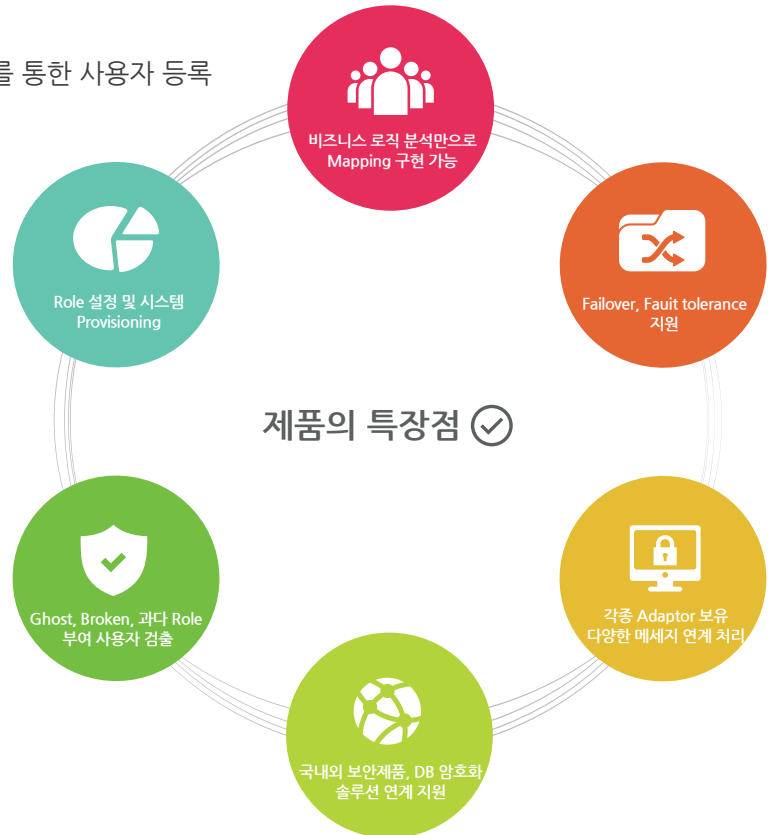 를 통한 사용자 등록
비즈니스 로직 분석만으로
Mapping 구현 가능
Role 설정 및 시스템
Provisioning
Failover, Fauit tolerance
지원
제품의 특장점
Ghost, Broken, 과다 Role
부여 사용자 검출
각종 Adaptor 보유
다양한 메세지 연계 처리
국내외 보안제품, DB 암호화
솔루션 연계 지원